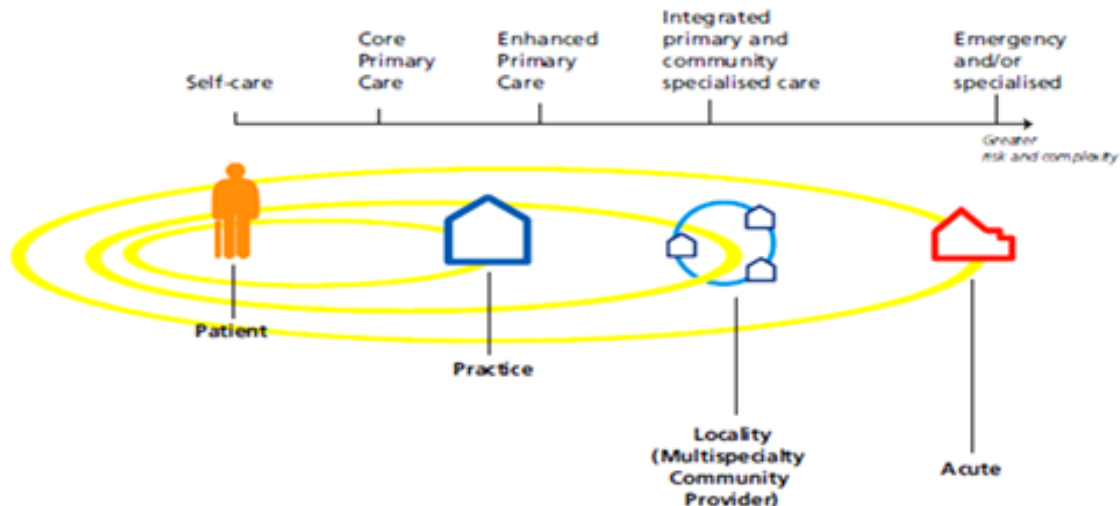 Self-care
Core
Primary
Care
Enhanced
Primary
Care
Integrated
primary and
community
specialised care
Emergency
and/or
specialised
Greater
risk and complexity
Patient
Practice
Locality
(Multispecialty
Community
Provider)
Acute